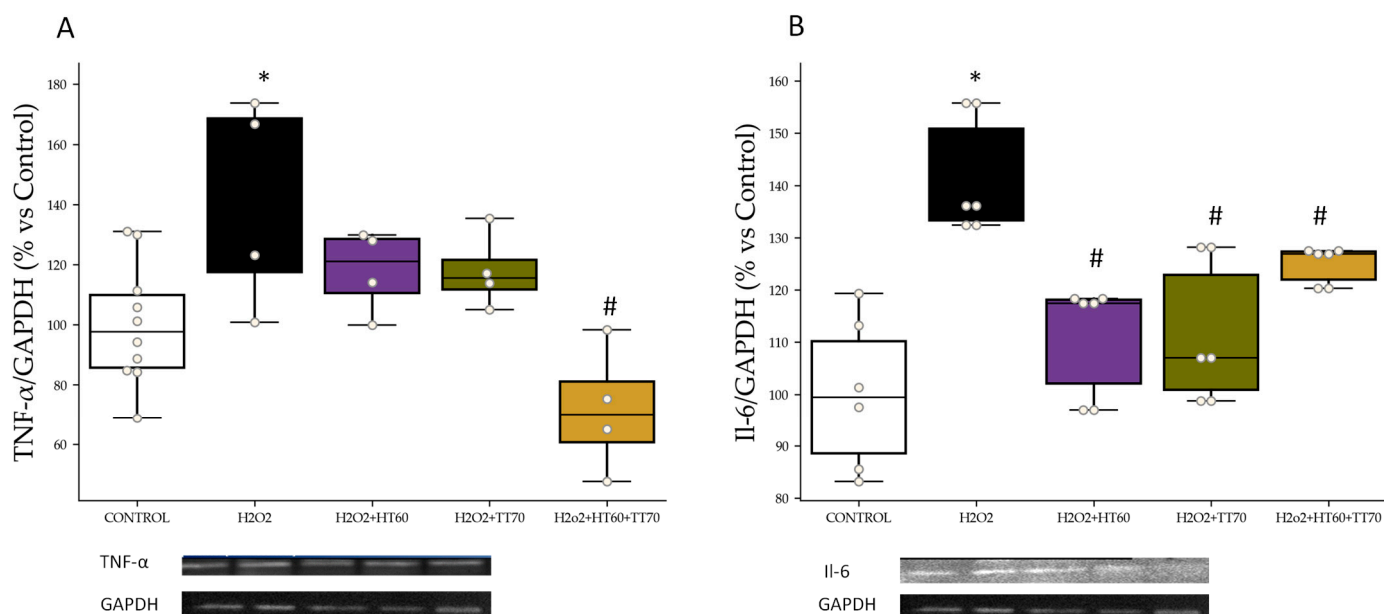 A
TNF-α/GAPDH (% vs Control)
180
160
140
120
100
80
60
*
#
CONTROL
H2O2
H2O2+HT60
H2O2+TT70
H2o2+HT60+TT70
TNF-α
GAPDH
B
Il-6/GAPDH (% vs Control)
160
150
140
130
120
110
100
90
80
*
#
#
#
CONTROL
H2O2
H2O2+HT60
H2O2+TT70
H2o2+HT60+TT70
Il-6
GAPDH